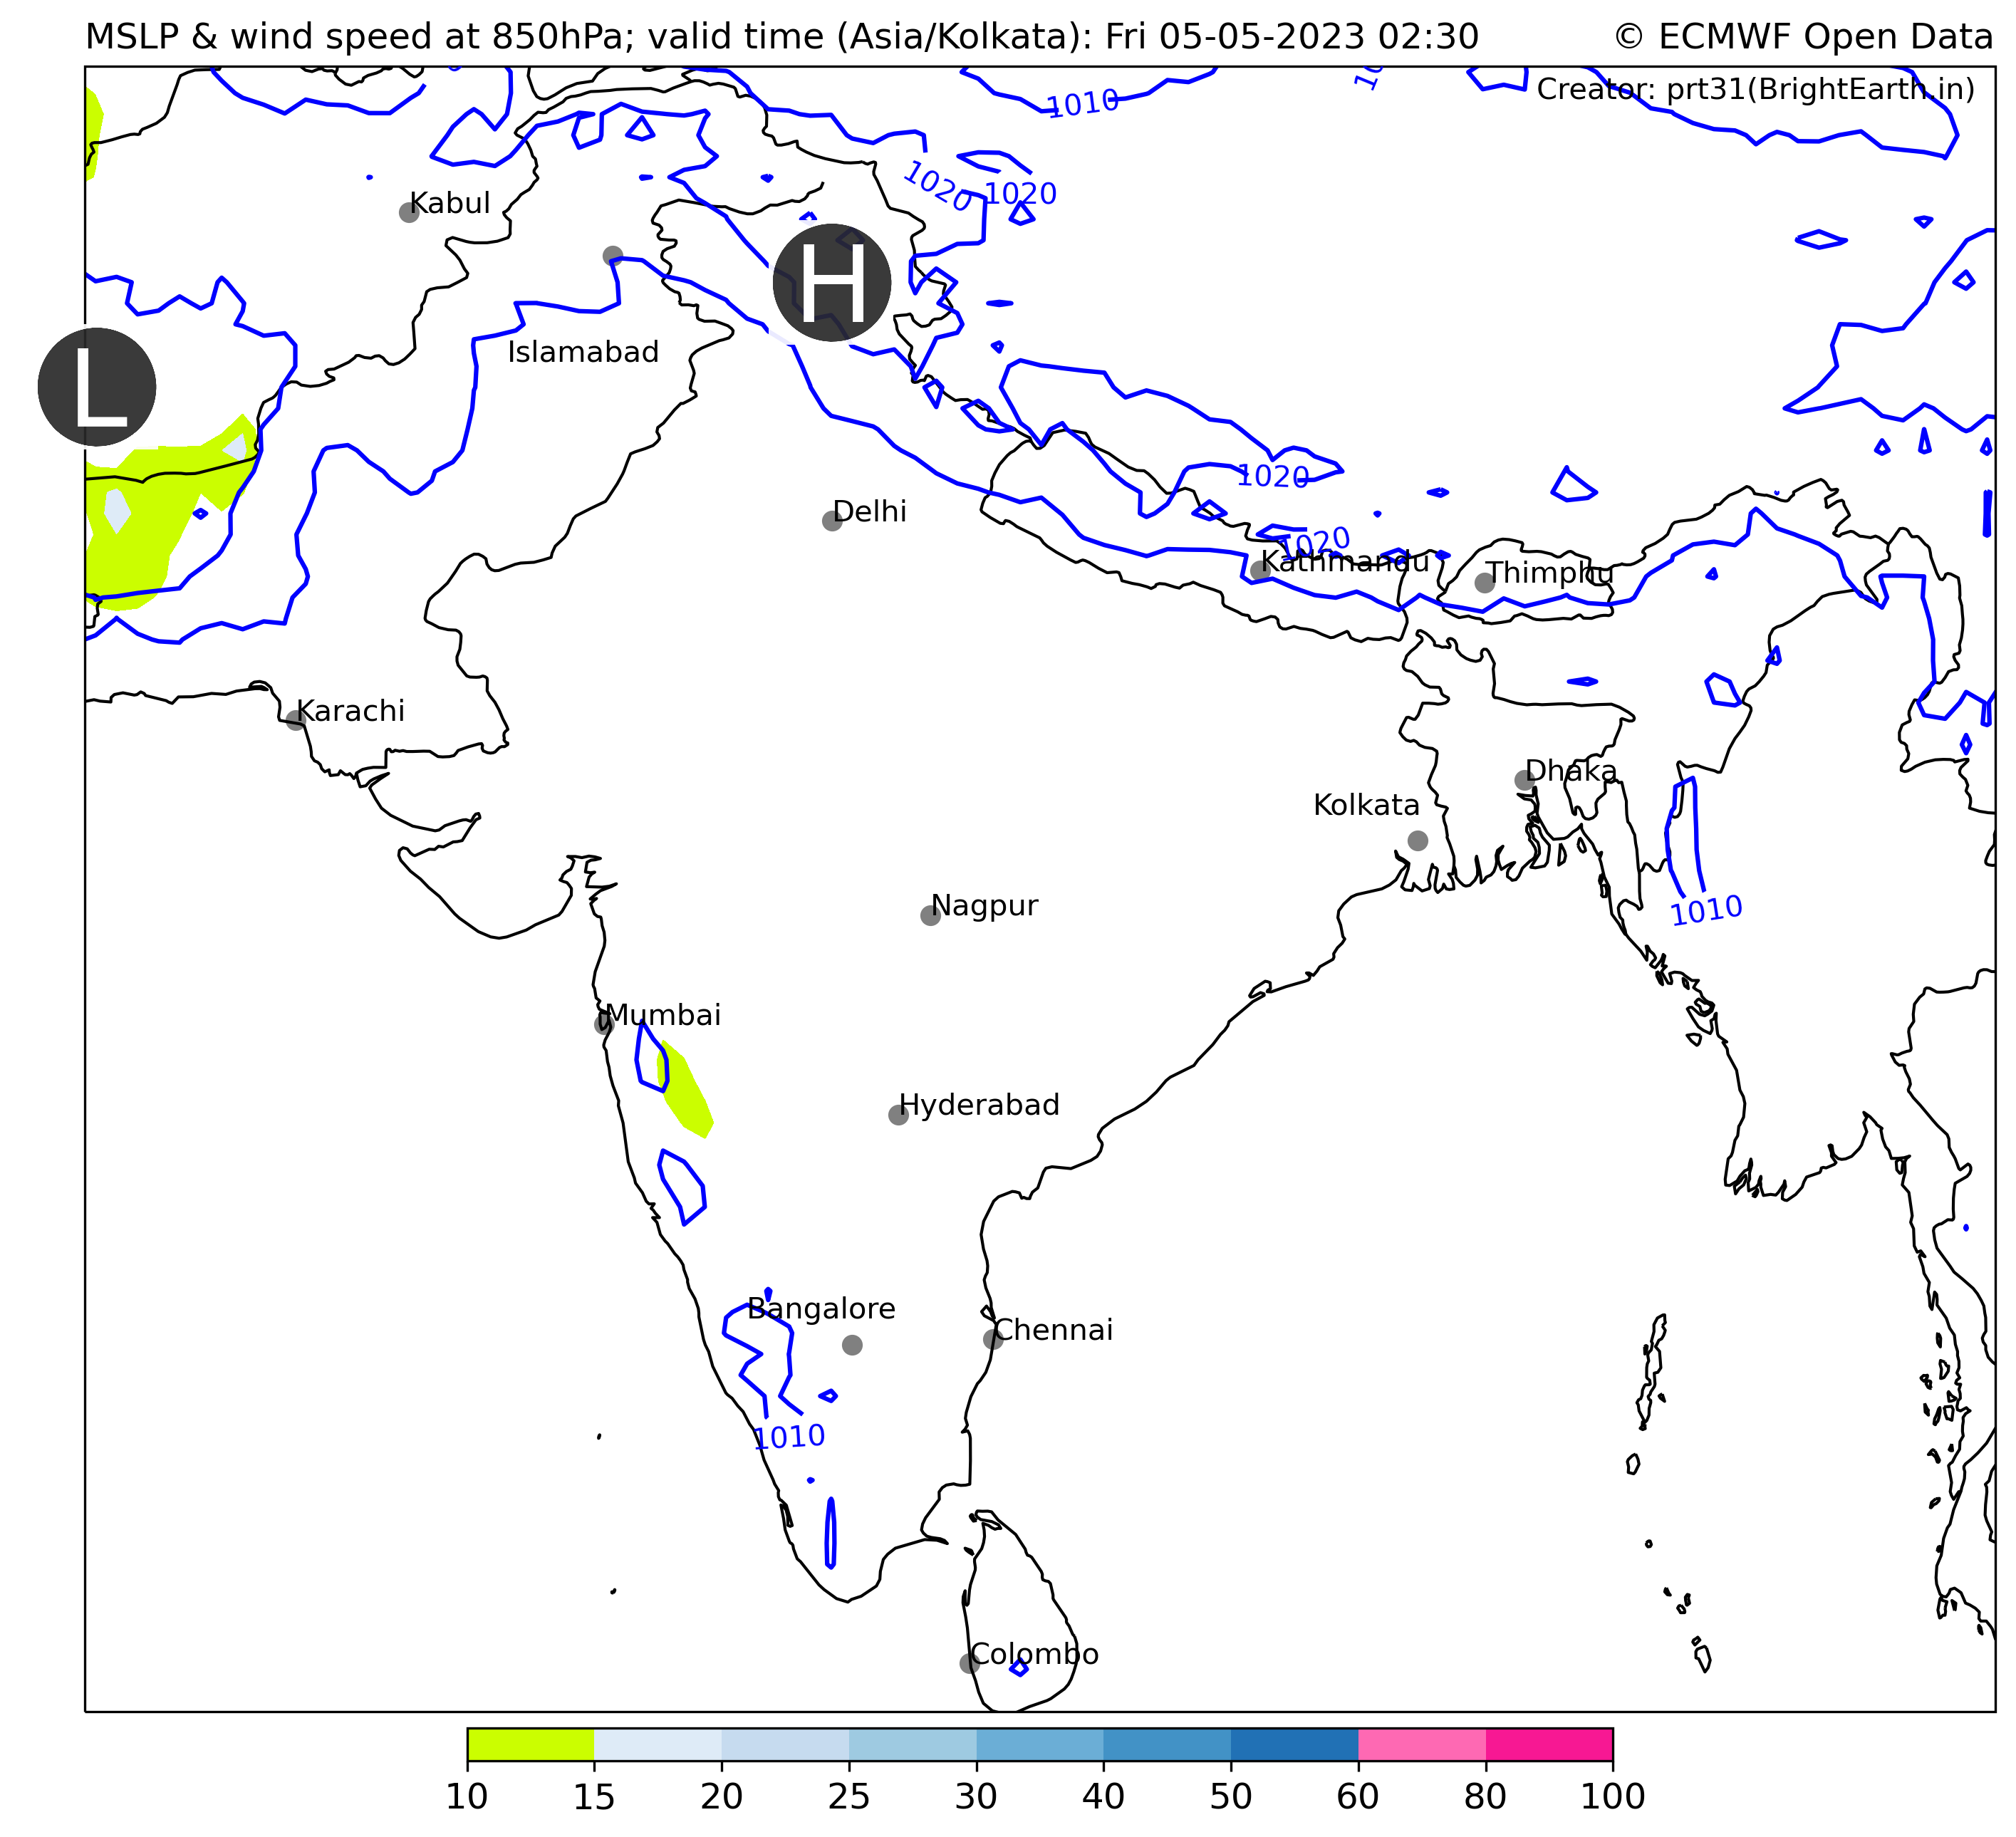 MSLP & wind speed at 850hPa; valid time (Asia/Kolkata): Fri 05-05-2023 02:30
© ECMWF Open Data
Creator: prt31(BrightEarth.in)
1010
1020
1020
Kabul
H
Islamabad
L
1020
Delhi
1020
Kathmandu
Thimphu
Karachi
Dhaka
Kolkata
Nagpur
1010
Mumbai
Hyderabad
Bangalore
Chennai
1010
Colombo
10 15 20 25 30 40 50 60 80 100